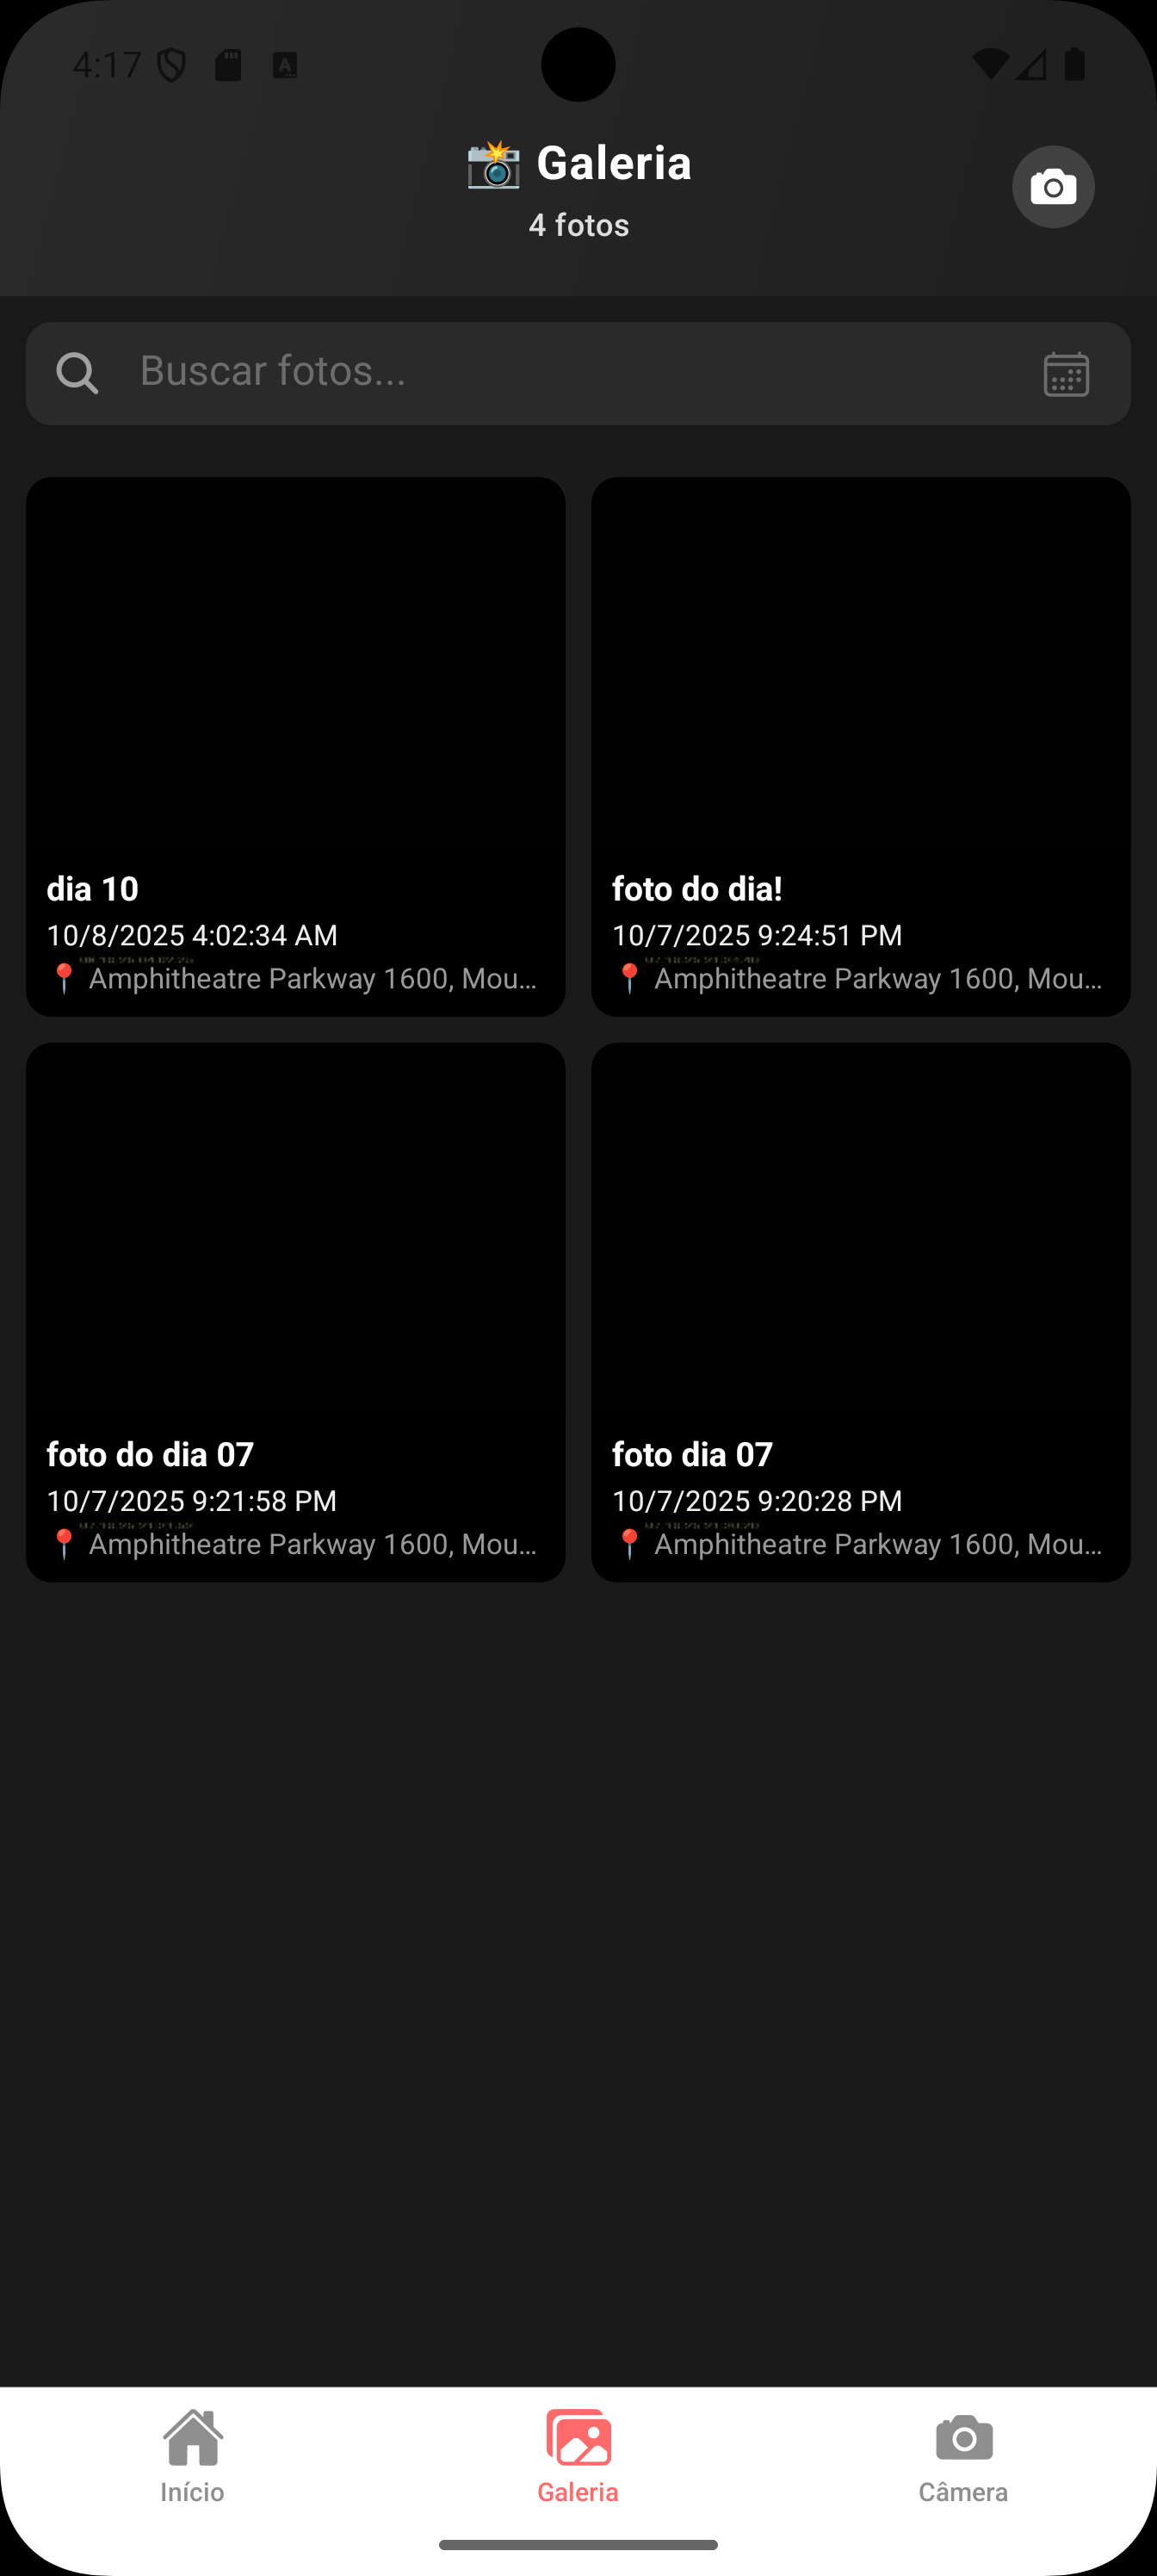 4:17
📸 Galeria
4 fotos
Buscar fotos...
dia 10
10/8/2025 4:02:34 AM
📍 Amphitheatre Parkway 1600, Mou...
foto do dia!
10/7/2025 9:24:51 PM
📍 Amphitheatre Parkway 1600, Mou...
foto do dia 07
10/7/2025 9:21:58 PM
📍 Amphitheatre Parkway 1600, Mou...
foto dia 07
10/7/2025 9:20:28 PM
📍 Amphitheatre Parkway 1600, Mou...
Início
Galeria
Câmera